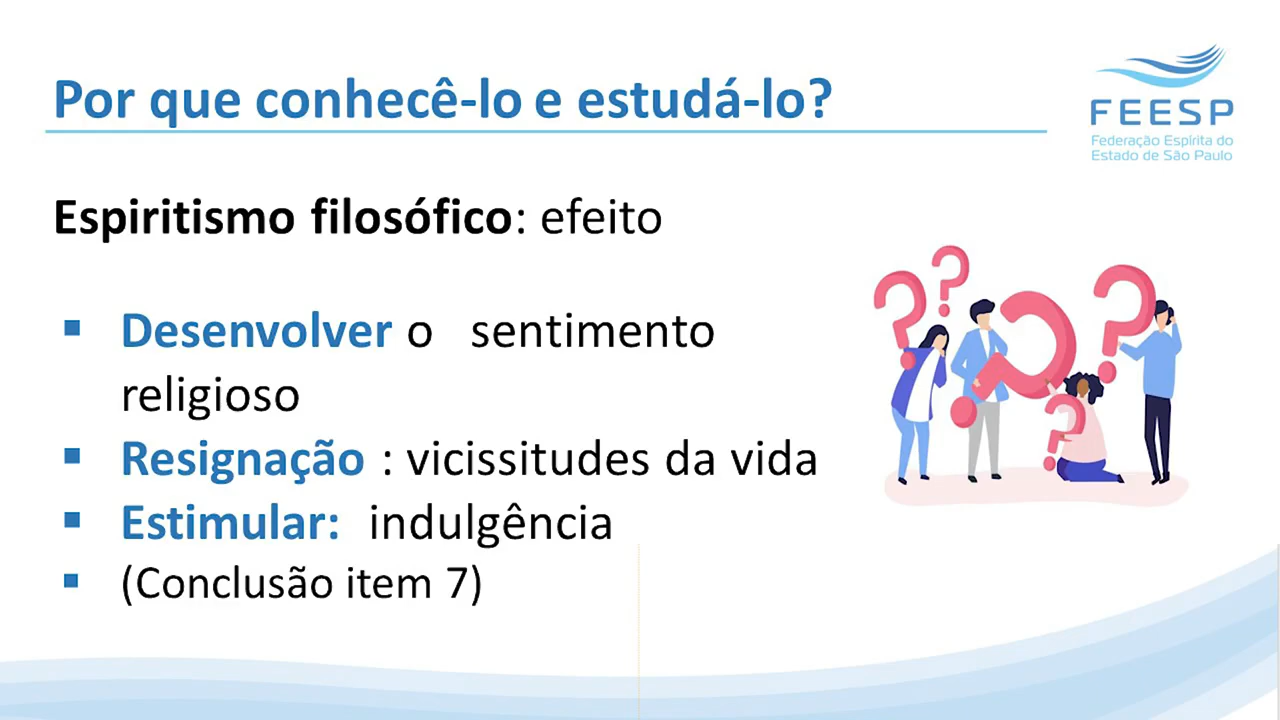 Por que conhecê-lo e estudá-lo?
FEESP
Federação Espírita do
Estado de São Paulo
Espiritismo filosófico: efeito
▪ Desenvolver o sentimento
religioso
▪ Resignação : vicissitudes da vida
▪ Estimular: indulgência
▪ (Conclusão item 7)